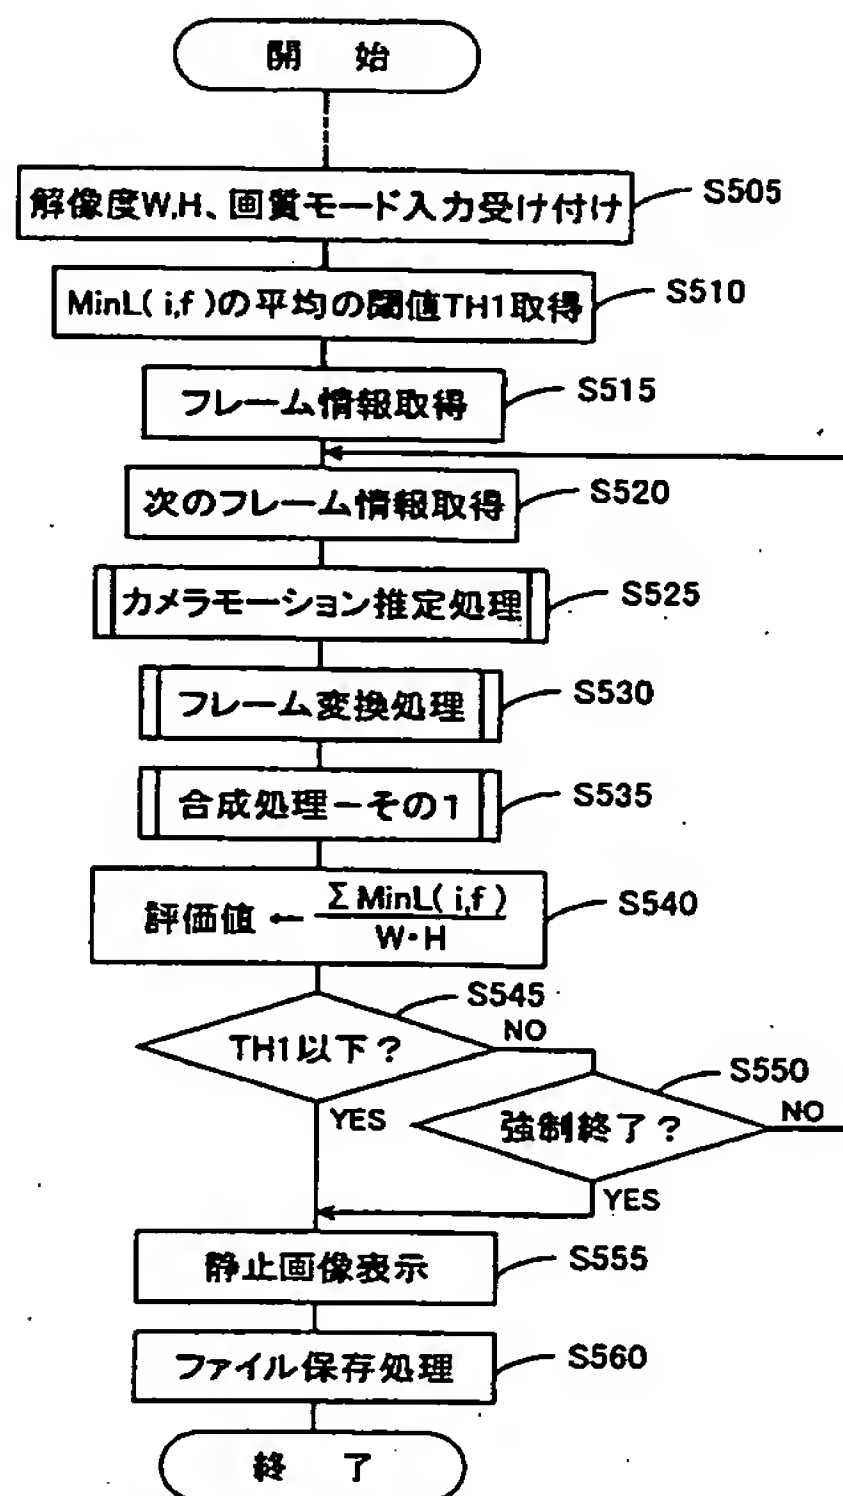 開 始
解像度W,H、画質モード入力受け付け S505
MinL( i,f )の平均の閾値TH1取得 S510
フレーム情報取得 S515
次のフレーム情報取得 S520
カメラモーション推定処理 S525
フレーム変換処理 S530
合成処理－その1 S535
評価値 ← Σ MinL( i,f ) / W・H S540
TH1以下？ S545
NO
YES
強制終了？ S550
NO
YES
静止画像表示 S555
ファイル保存処理 S560
終 了